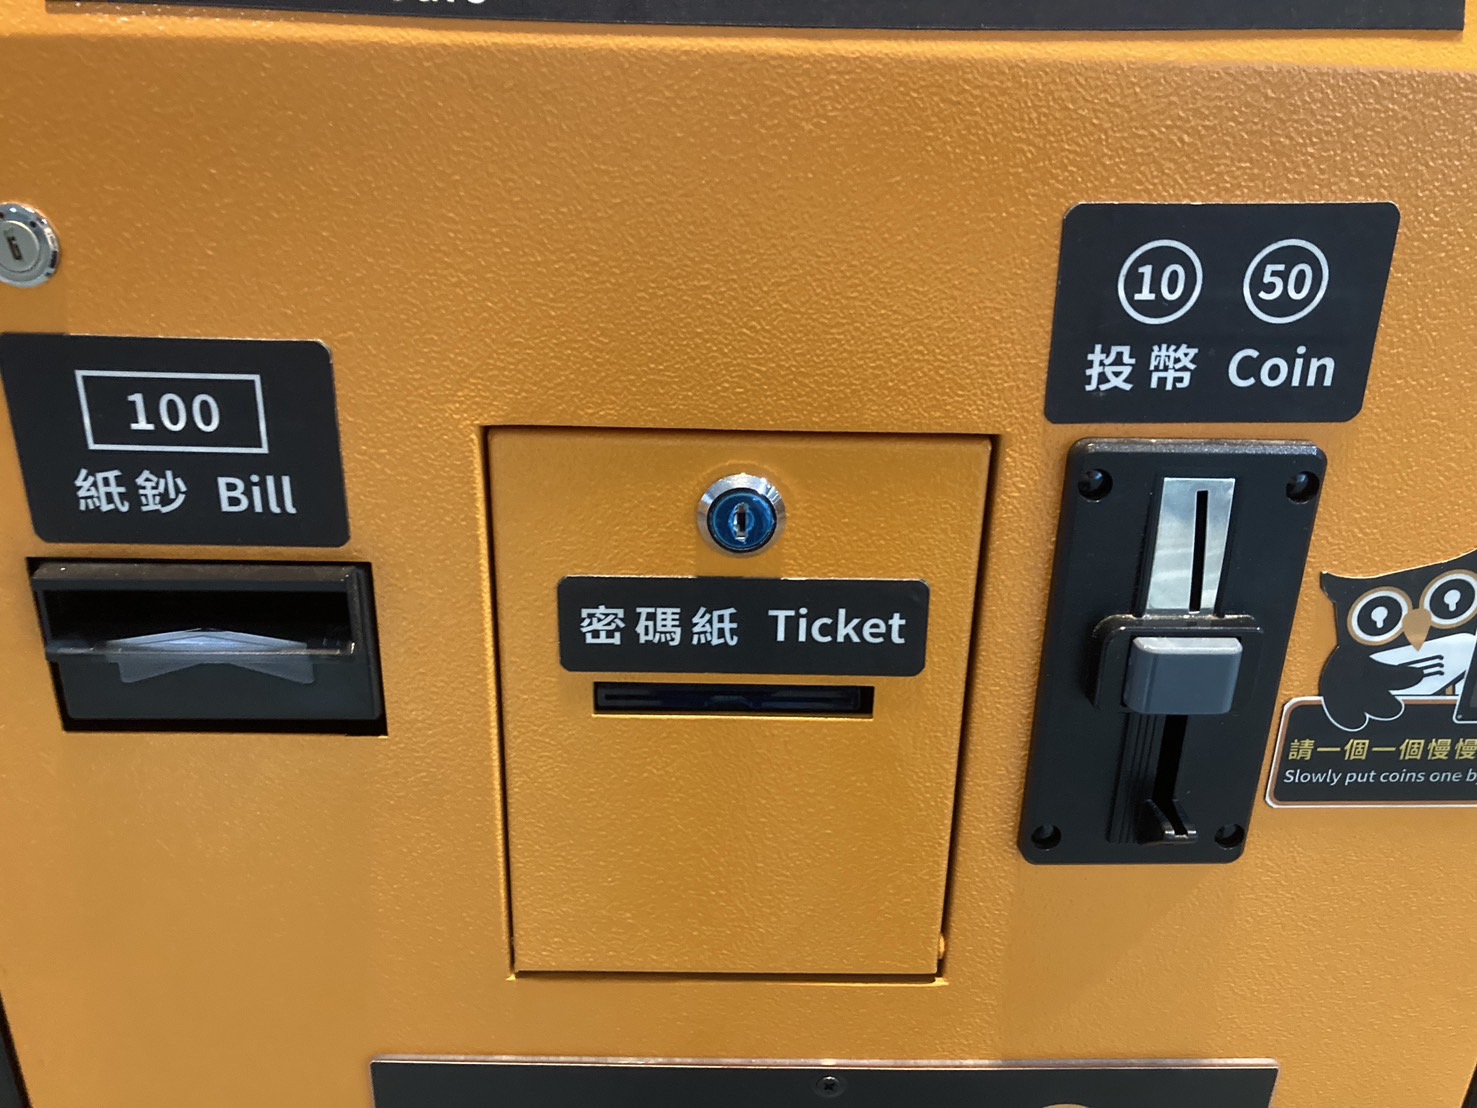 100
紙鈔 Bill
密碼紙 Ticket
10 50
投幣 Coin
請一個一個慢慢
Slowly put coins one